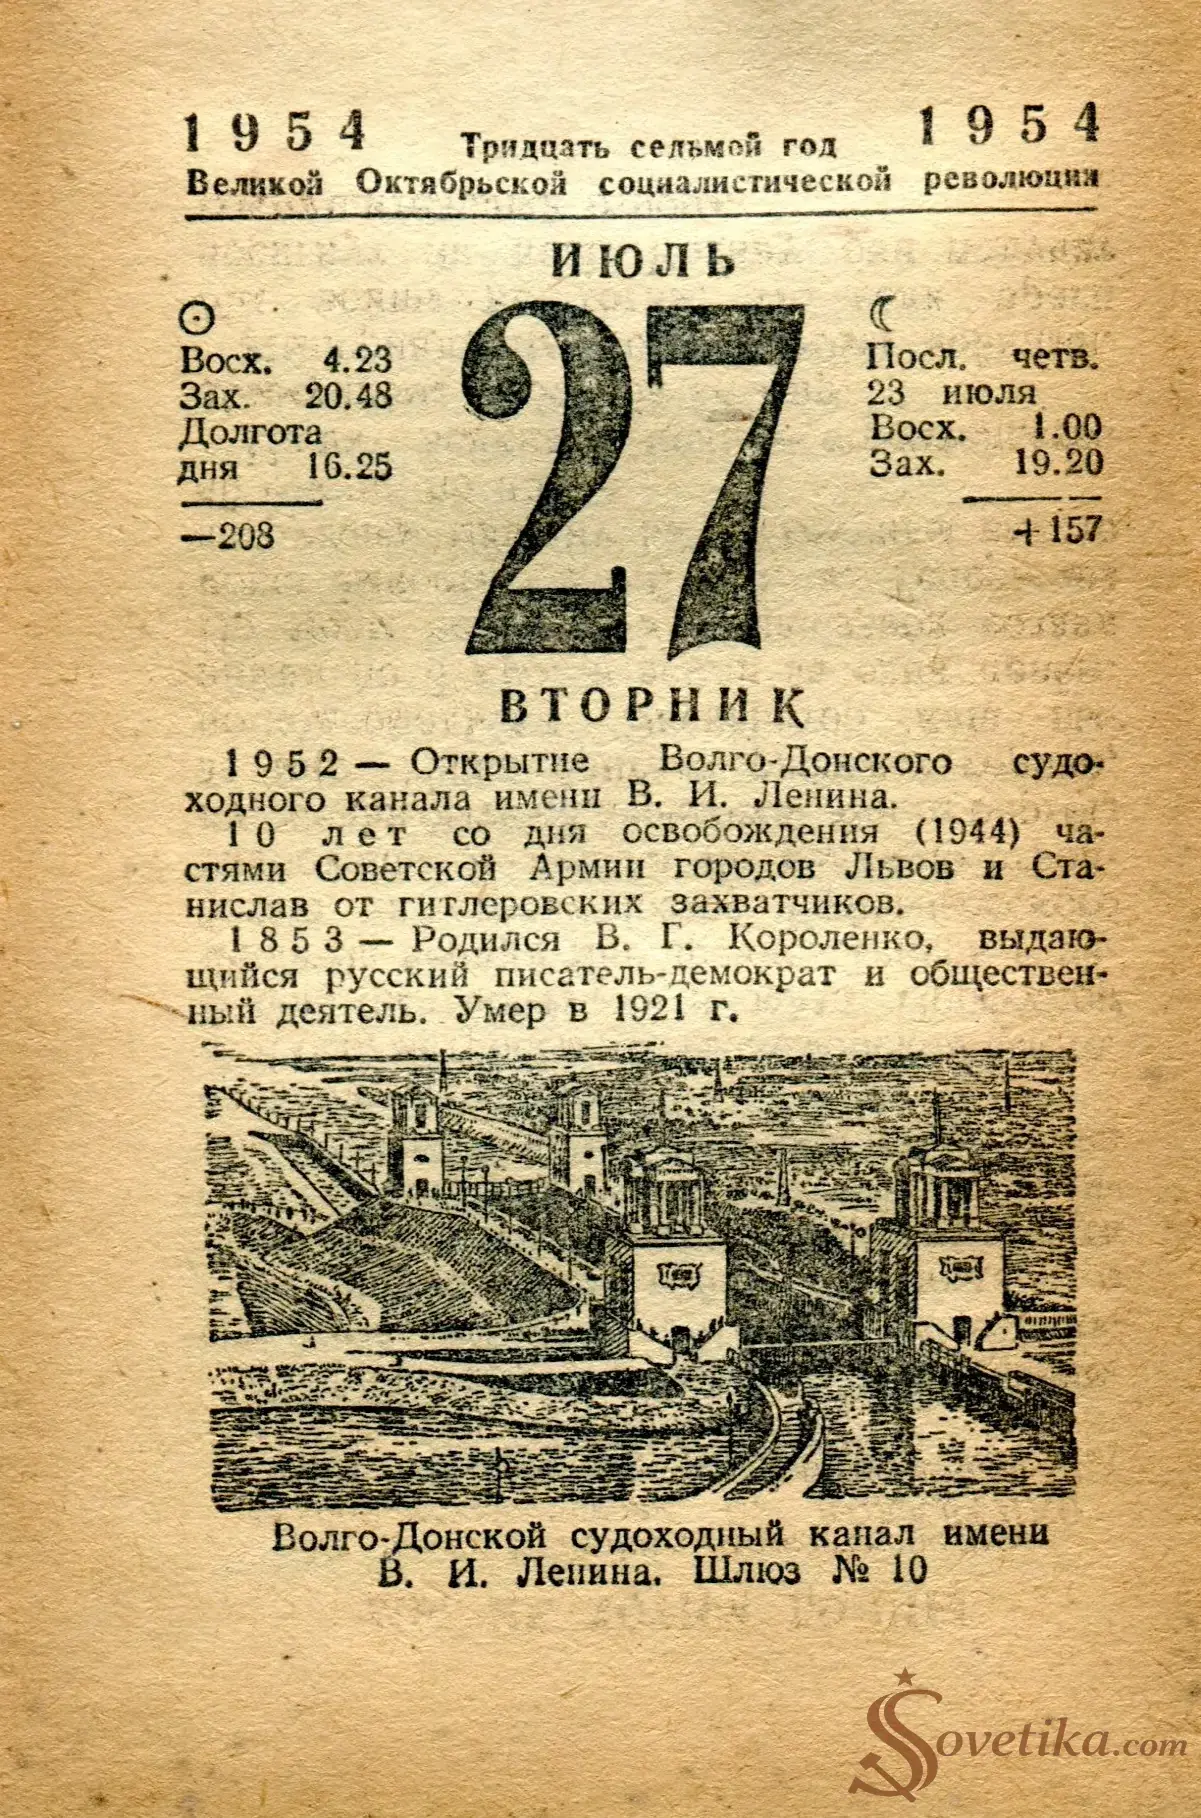 1954 Тридцать седьмой год 1954
Великой Октябрьской социалистической революции
ИЮЛЬ
Восх. 4.23
Зах. 20.48
Долгота
дня 16.25
—208
27
Посл. четв.
23 июля
Восх. 1.00
Зах. 19.20
+157
ВТОРНИК
1952 — Открытие Волго-Донского судо-
ходного канала имени В. И. Ленина.
10 лет со дня освобождения (1944) ча-
стями Советской Армии городов Львов и Ста-
нислав от гитлеровских захватчиков.
1853 — Родился В. Г. Короленко, выдаю-
щийся русский писатель-демократ и обществен-
ный деятель. Умер в 1921 г.
Волго-Донской судоходный канал имени
В. И. Ленина. Шлюз № 10
Sovetika.com